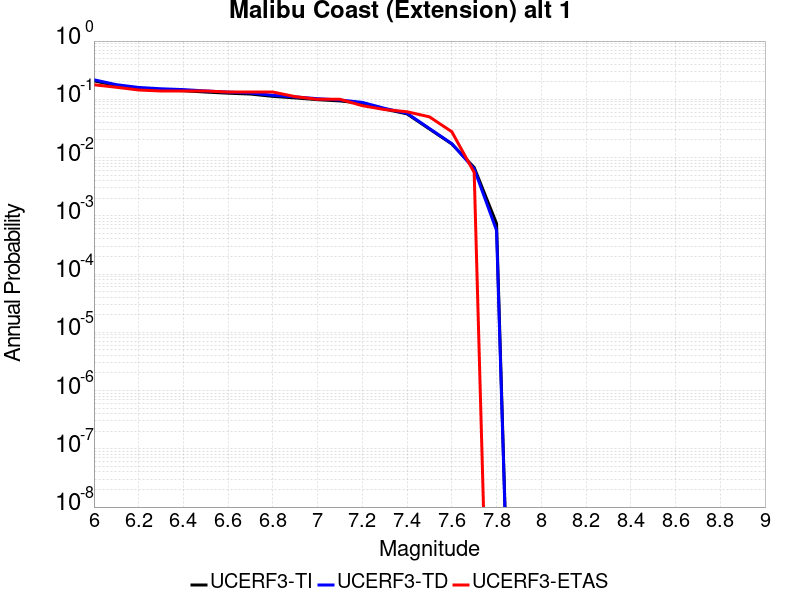 Malibu Coast (Extension) alt 1
10^0
10^-1
10^-2
10^-3
10^-4
10^-5
10^-6
10^-7
10^-8
Annual Probability
6 6.2 6.4 6.6 6.8 7 7.2 7.4 7.6 7.8 8 8.2 8.4 8.6 8.8 9
Magnitude
UCERF3-TI UCERF3-TD UCERF3-ETAS